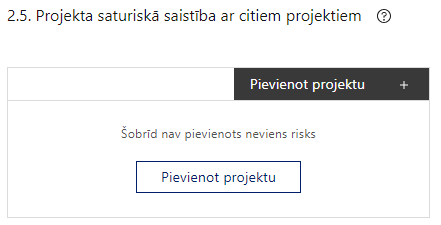 2.5. Projekta saturiskā saistība ar citiem projektiem ?
Pievienot projektu +
Šobrīd nav pievienots neviens risks
Pievienot projektu